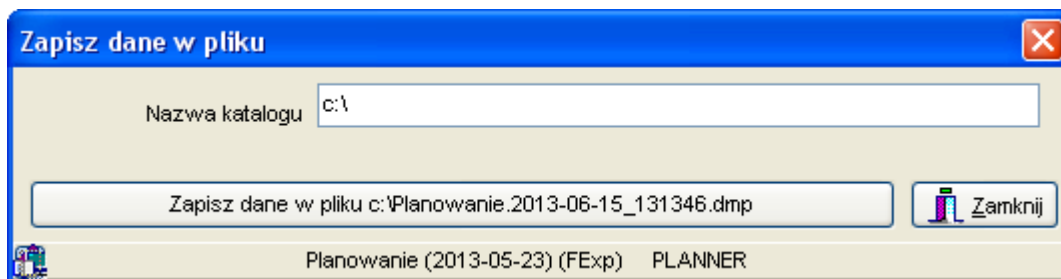 Zapisz dane w pliku
Nazwa katalogu c:\
Zapisz dane w pliku c:\Planowanie.2013-06-15_131346.dmp Zamknij
Planowanie (2013-05-23) (FExp) PLANNER